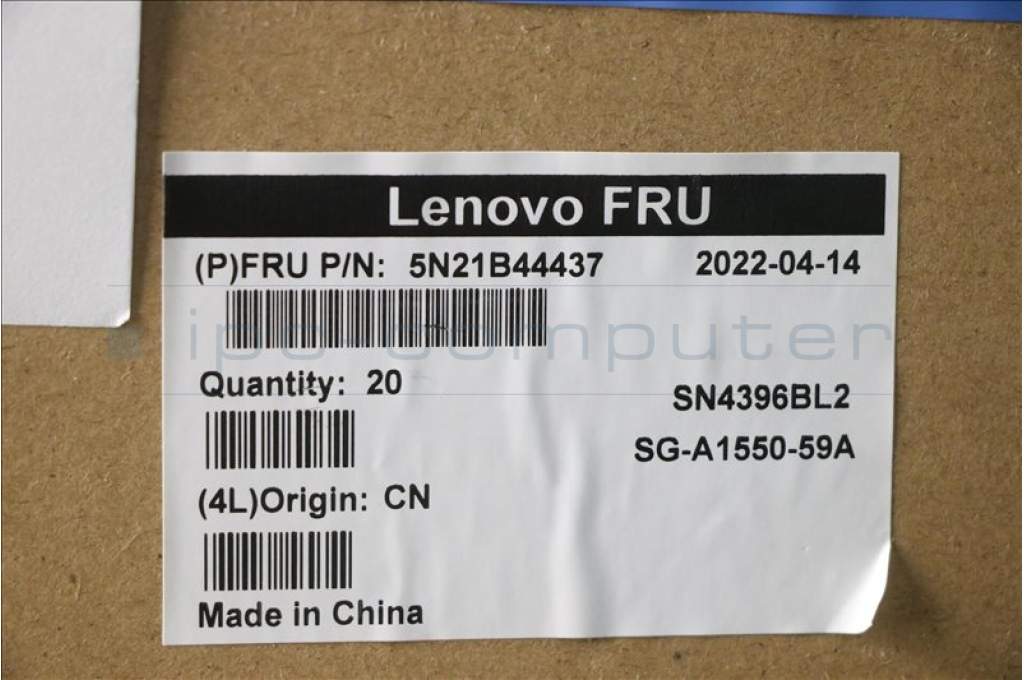 Lenovo FRU
(P)FRU P/N: 5N21B44437 2022-04-14
ipc-computer
Quantity: 20
SN4396BL2
SG-A1550-59A
(4L)Origin: CN
Made in China